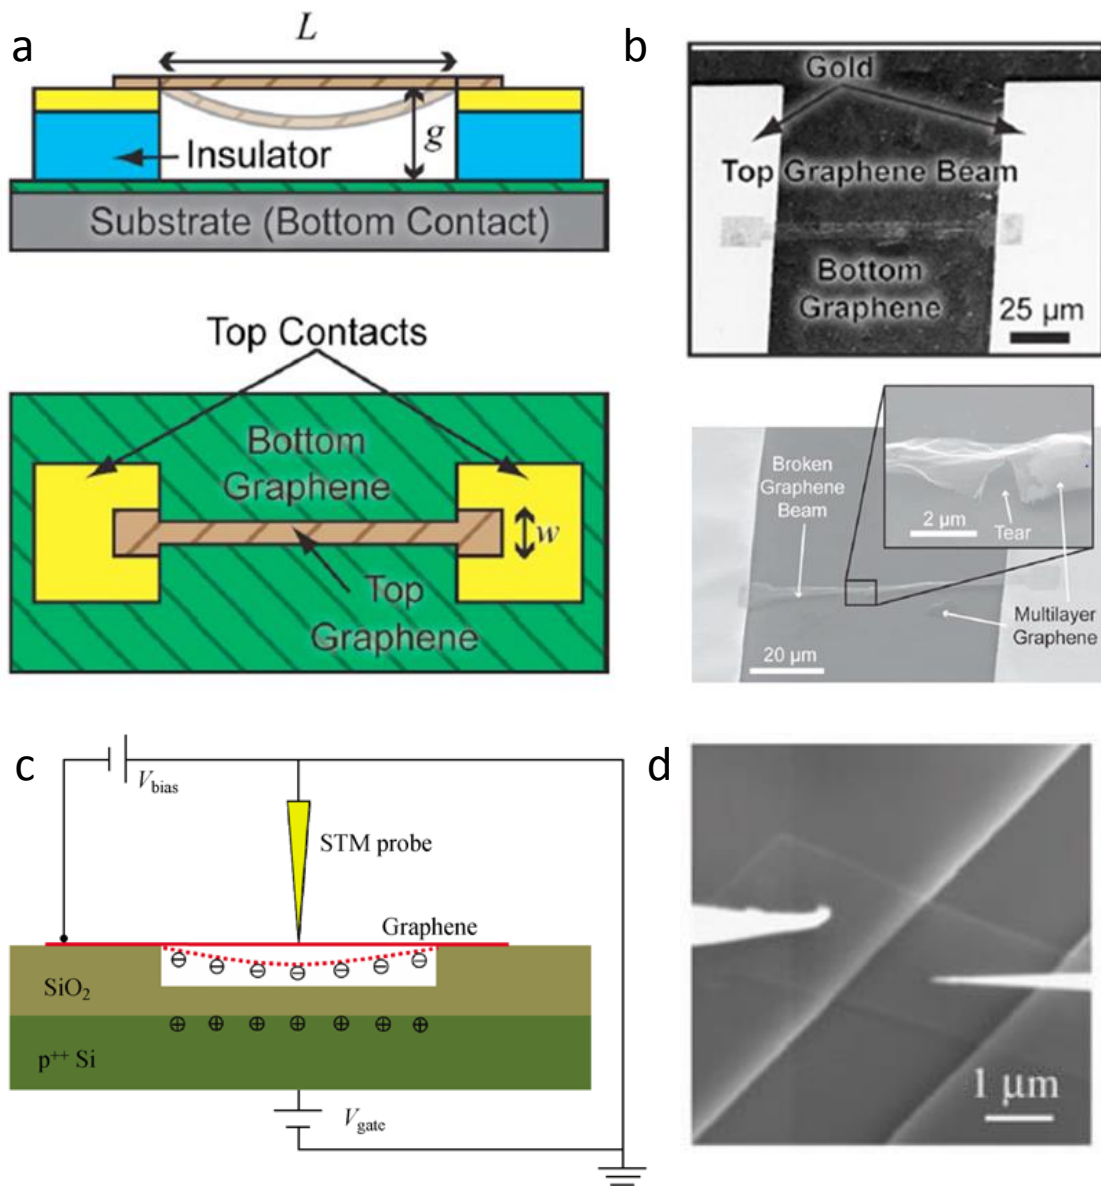 a
L
g
Insulator
Substrate (Bottom Contact)
Top Contacts
Bottom
Graphene
w
Top
Graphene
b
Gold
Top Graphene Beam
Bottom
Graphene
25 µm
Broken
Graphene
Beam
2 µm
Tear
Multilayer
Graphene
20 µm
c
Vbias
STM probe
Graphene
SiO2
p++ Si
Vgate
d
1 µm